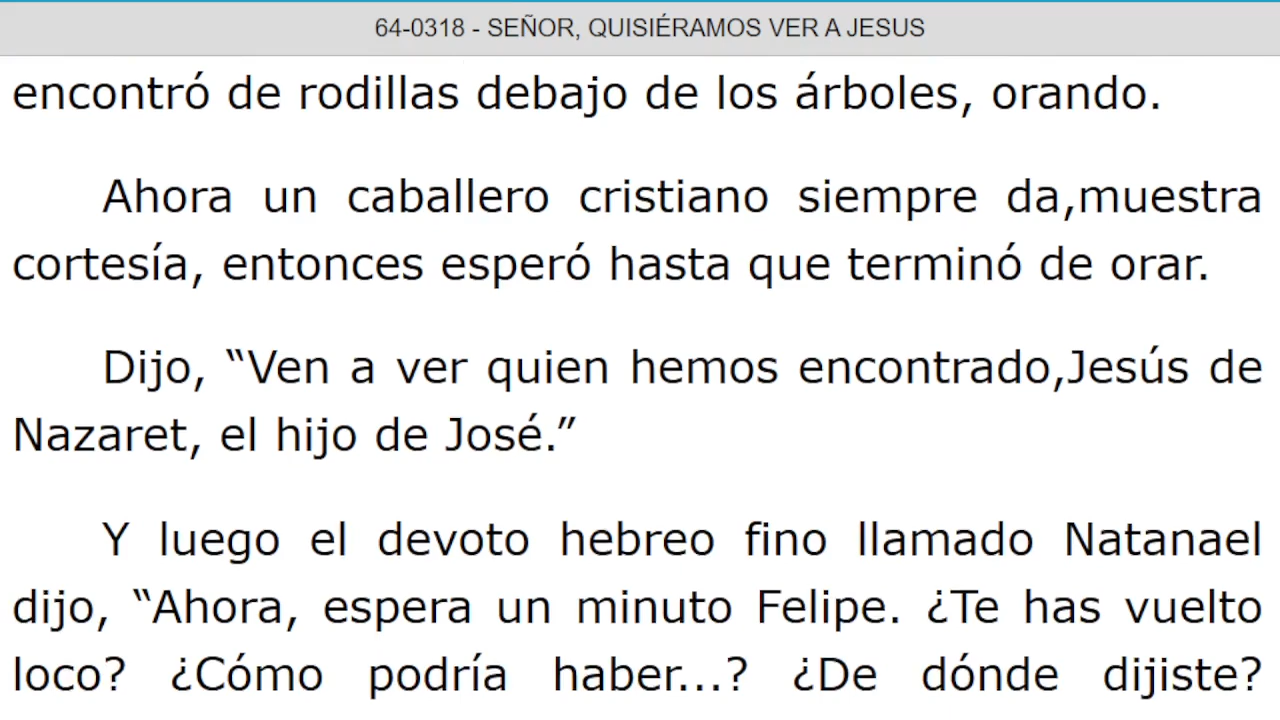 64-0318 - SEÑOR, QUISIÉRAMOS VER A JESUS
encontró de rodillas debajo de los árboles, orando.
Ahora un caballero cristiano siempre da,muestra
cortesía, entonces esperó hasta que terminó de orar.
Dijo, “Ven a ver quien hemos encontrado,Jesús de
Nazaret, el hijo de José.”
Y luego el devoto hebreo fino llamado Natanael
dijo, “Ahora, espera un minuto Felipe. ¿Te has vuelto
loco? ¿Cómo podría haber...? ¿De dónde dijiste?